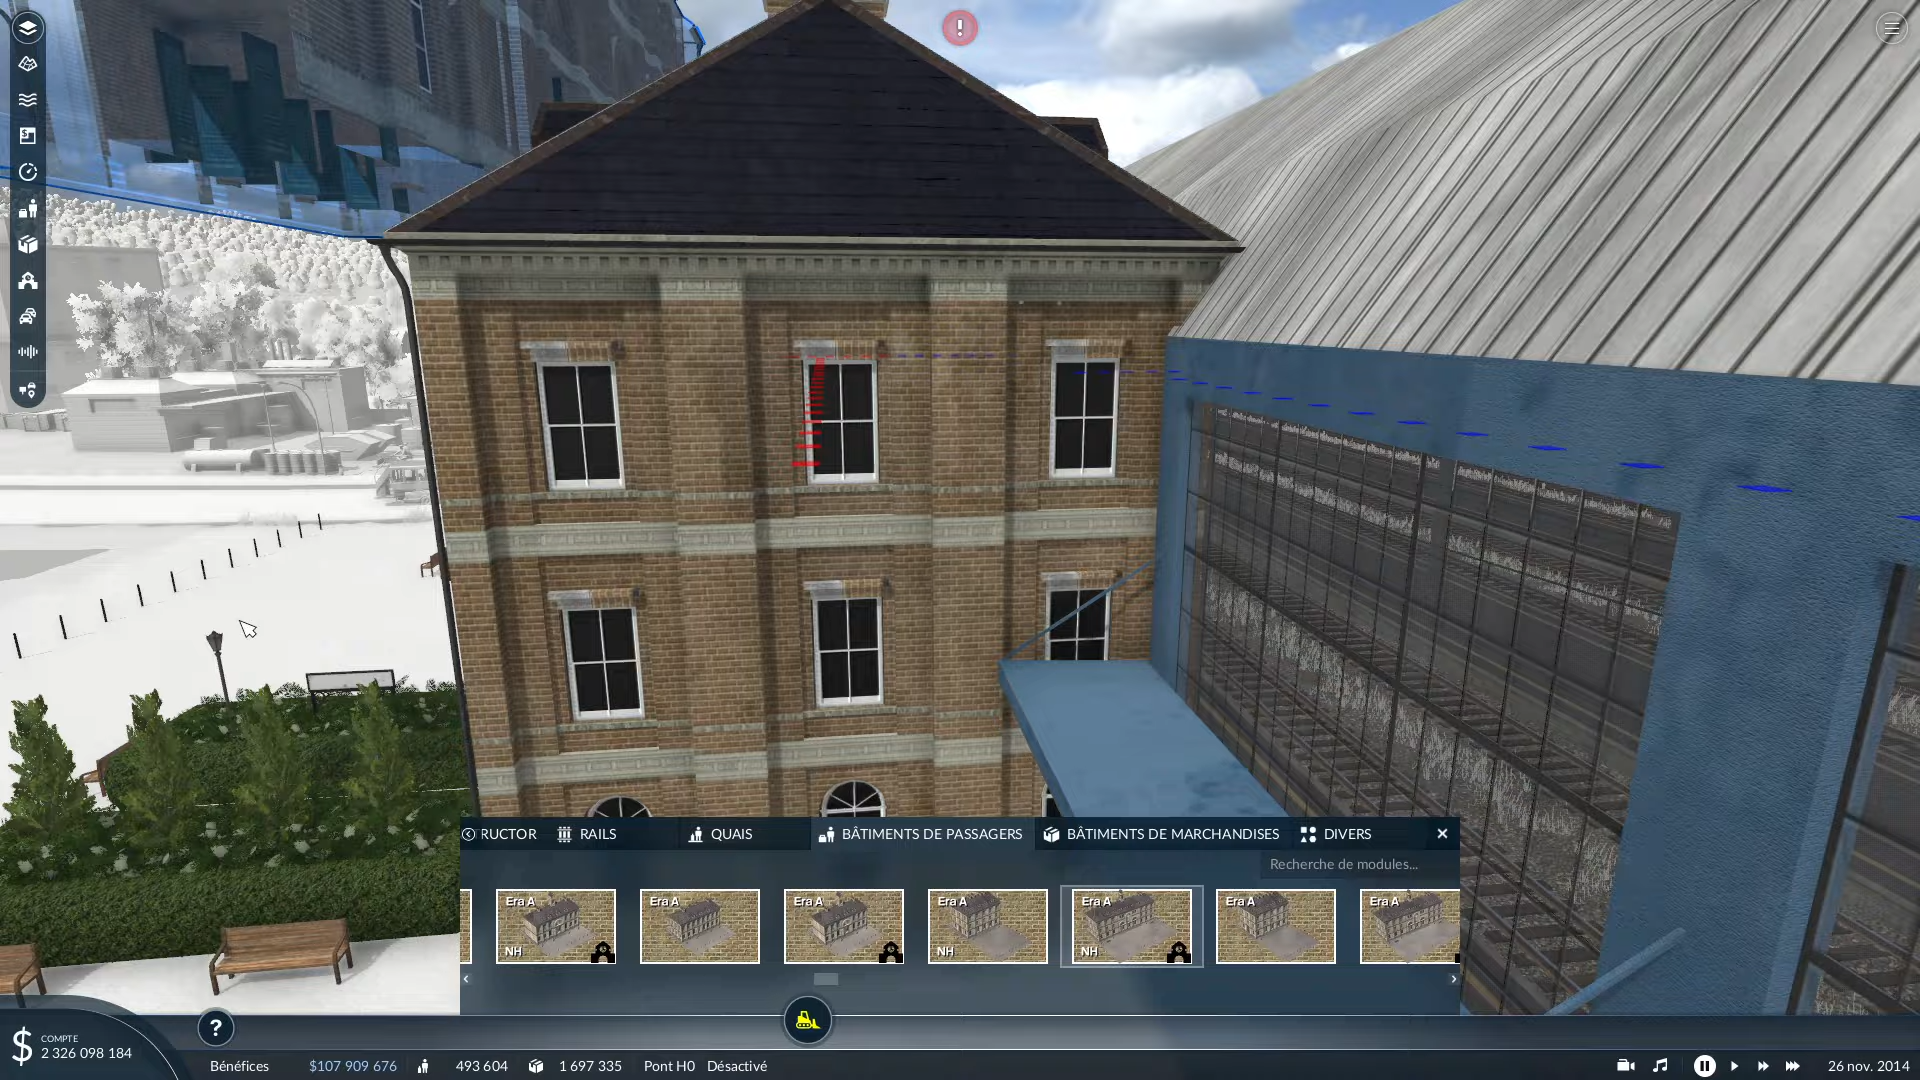 RUCTOR RAILS QUAIS BÂTIMENTS DE PASSAGERS BÂTIMENTS DE MARCHANDISES DIVERS
Recherche de modules...
Era A Era A Era A Era A Era A Era A Era A
NH NH NH
?
$ COMPTE
2 326 098 184
Bénéfices $107 909 676 493 604 1 697 335 Pont H0 Désactivé 26 nov. 2014